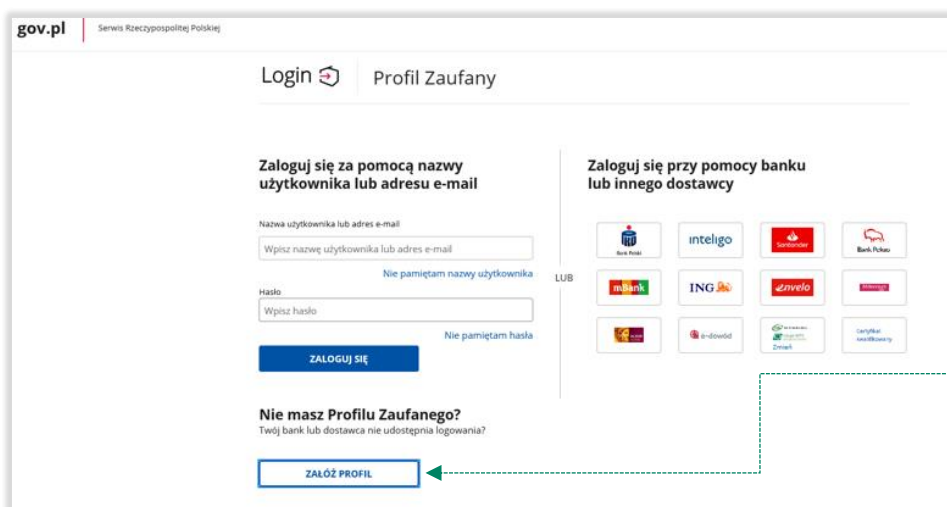 gov.pl
Serwis Rzeczypospolitej Polskiej
Login
Profil Zaufany
Zaloguj się za pomocą nazwy
użytkownika lub adresu e-mail
Nazwa użytkownika lub adres e-mail
Wpisz nazwę użytkownika lub adres e-mail
Nie pamiętam nazwy użytkownika
Hasło
Wpisz hasło
Nie pamiętam hasła
ZALOGUJ SIĘ
LUB
Zaloguj się przy pomocy banku
lub innego dostawcy
Bank Polski
inteligo
Santander
Bank Pekao
mBank
ING
envelo
e-dowód
Zmień
certyfikat
kwalifikowany
Nie masz Profilu Zaufanego?
Twój bank lub dostawca nie udostępnia logowania?
ZAŁÓŻ PROFIL